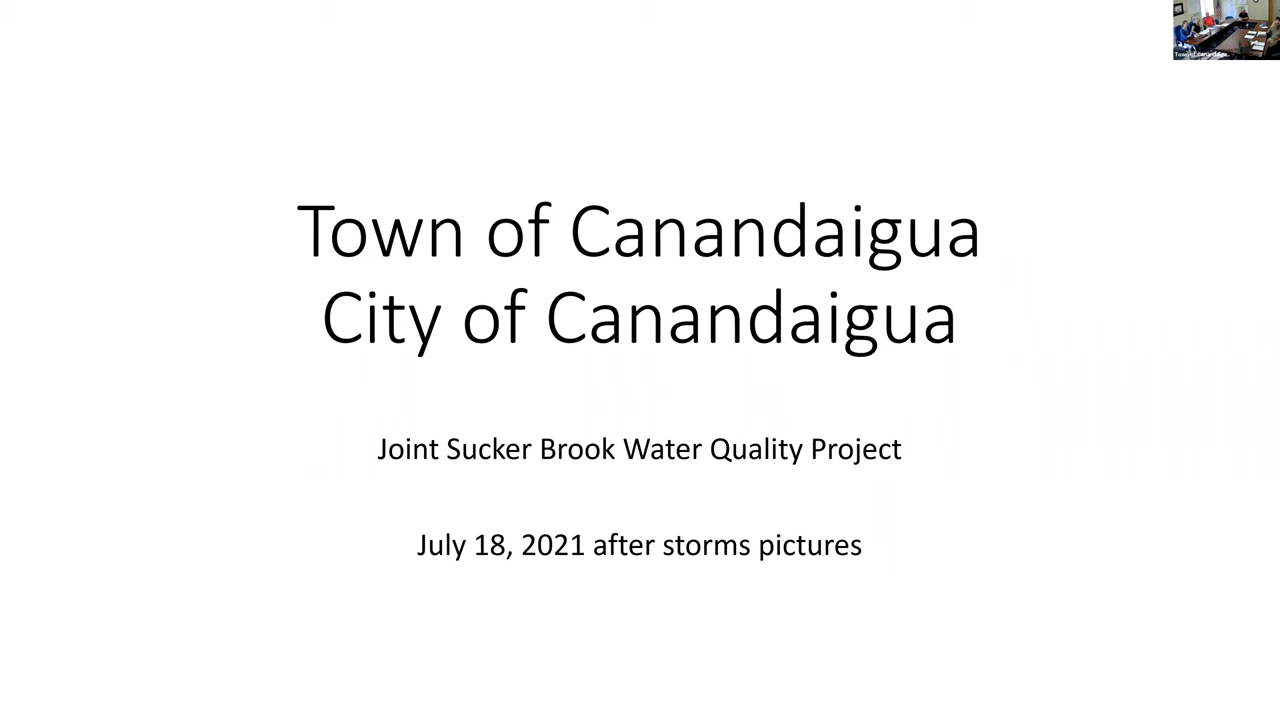 Town of Canandaigua
City of Canandaigua
Joint Sucker Brook Water Quality Project
July 18, 2021 after storms pictures